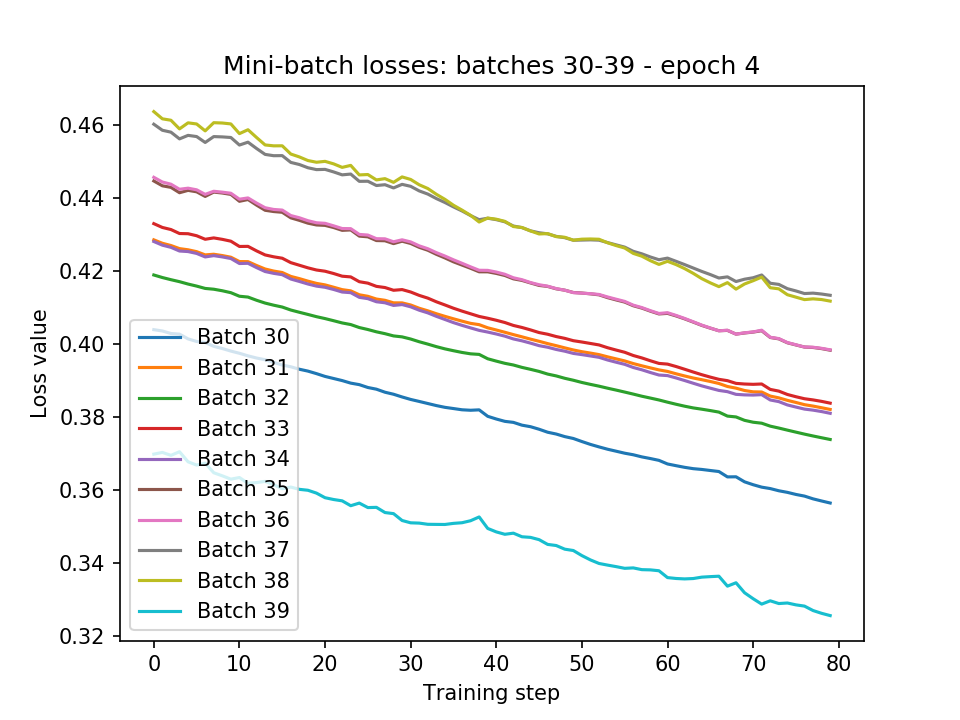 Mini-batch losses: batches 30-39 - epoch 4
Loss value
0.46
0.44
0.42
0.40
0.38
0.36
0.34
0.32
Batch 30
Batch 31
Batch 32
Batch 33
Batch 34
Batch 35
Batch 36
Batch 37
Batch 38
Batch 39
0 10 20 30 40 50 60 70 80
Training step